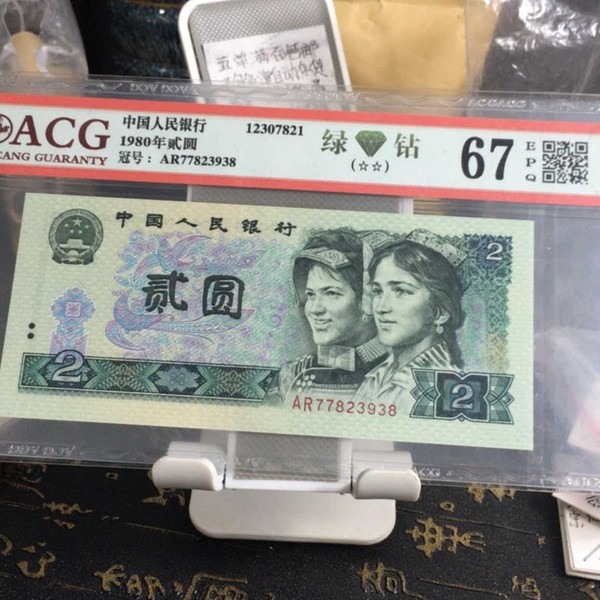 ACG
CANG GUARANTY
中国人民银行
1980年贰圆
冠号：AR77823938
12307821
绿 钻
(☆☆)
67
EPQ
中国人民银行
贰圆
2
2
2
AR77823938